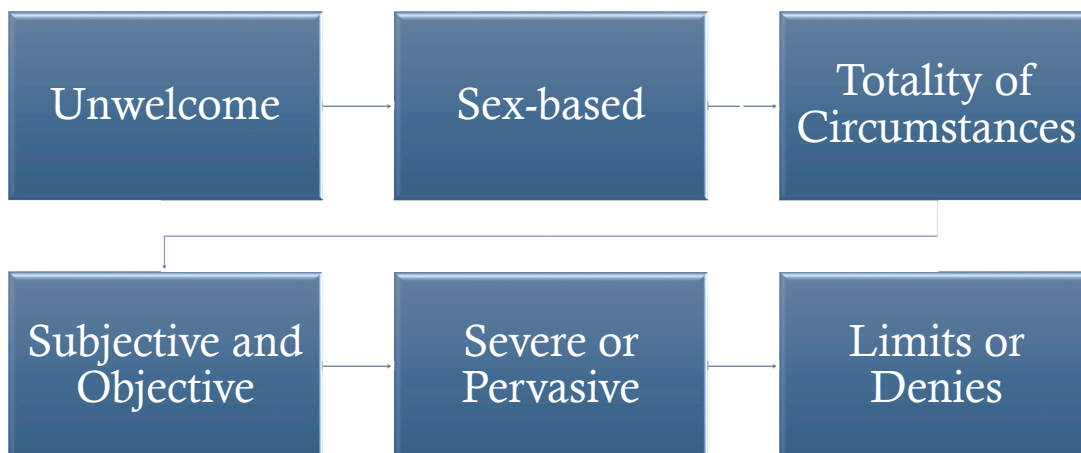 Unwelcome
Sex-based
Totality of
Circumstances
Subjective and
Objective
Severe or
Pervasive
Limits or
Denies